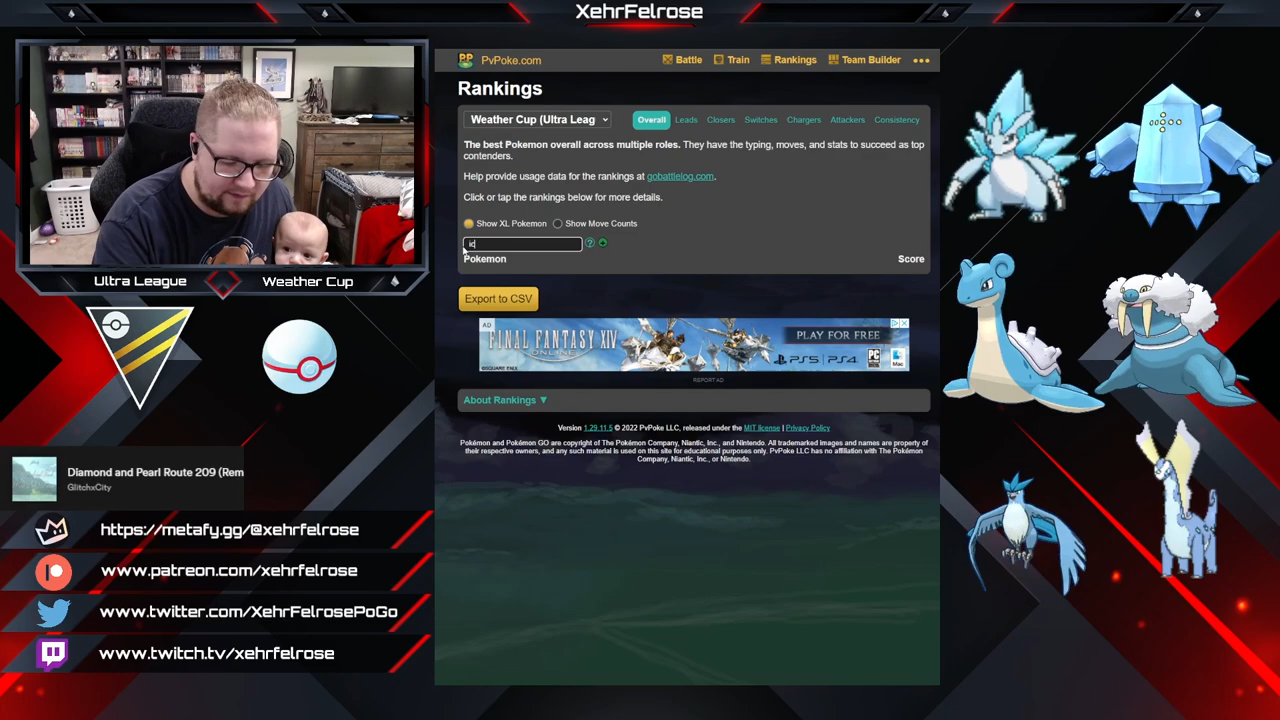 XehrFelrose
PvPoke.com
Battle
Train
Rankings
Team Builder
Rankings
Weather Cup (Ultra Leag
Overall
Leads
Closers
Switches
Chargers
Attackers
Consistency
The best Pokemon overall across multiple roles. They have the typing, moves, and stats to succeed as top
contenders.
Help provide usage data for the rankings at gobattlelog.com.
Click or tap the rankings below for more details.
Show XL Pokemon
Show Move Counts
ic
?
Pokemon
Score
Export to CSV
AD
FINAL FANTASY XIV
ONLINE
PLAY FOR FREE
PS5 | PS4
PC
Mac
REPORT AD
About Rankings ▼
Version 1.29.11.5 © 2022 PvPoke LLC, released under the MIT license | Privacy Policy
Pokémon and Pokémon GO are copyright of The Pokémon Company, Niantic, Inc., and Nintendo. All trademarked images and names are property of
their respective owners, and any such material is used on this site for educational purposes only. PvPoke LLC has no affiliation with The Pokémon
Company, Niantic, Inc., or Nintendo.
Ultra League
Weather Cup
Diamond and Pearl Route 209 (Rem
GlitchxCity
https://metafy.gg/@xehrfelrose
www.patreon.com/xehrfelrose
www.twitter.com/XehrFelrosePoGo
www.twitch.tv/xehrfelrose